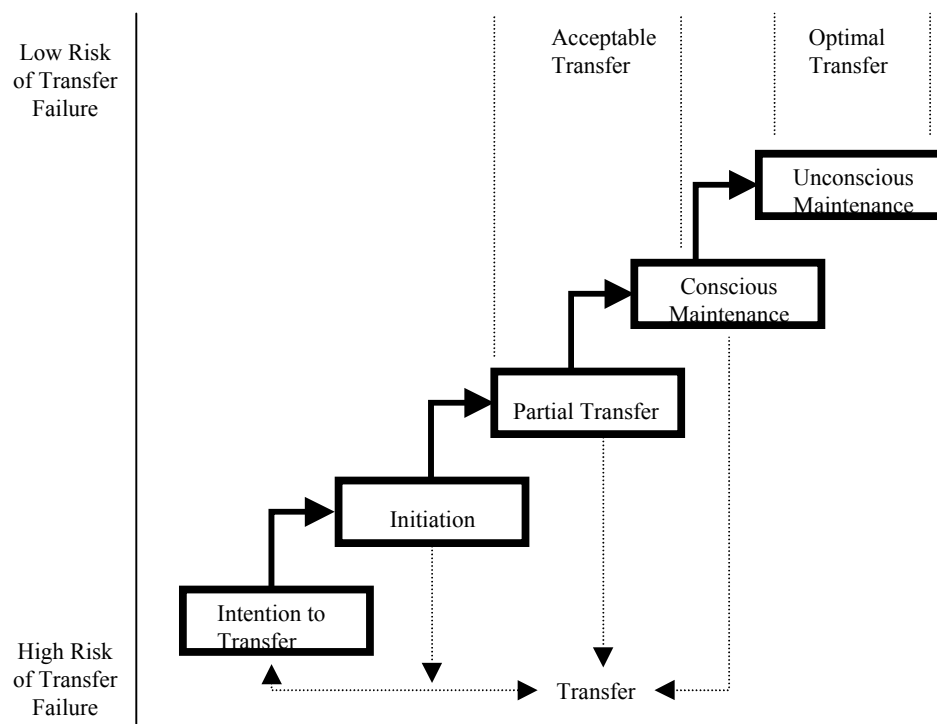 Low Risk
of Transfer
Failure
Acceptable
Transfer
Optimal
Transfer
Unconscious
Maintenance
Conscious
Maintenance
Partial Transfer
Initiation
Intention to
Transfer
High Risk
of Transfer
Failure
Transfer